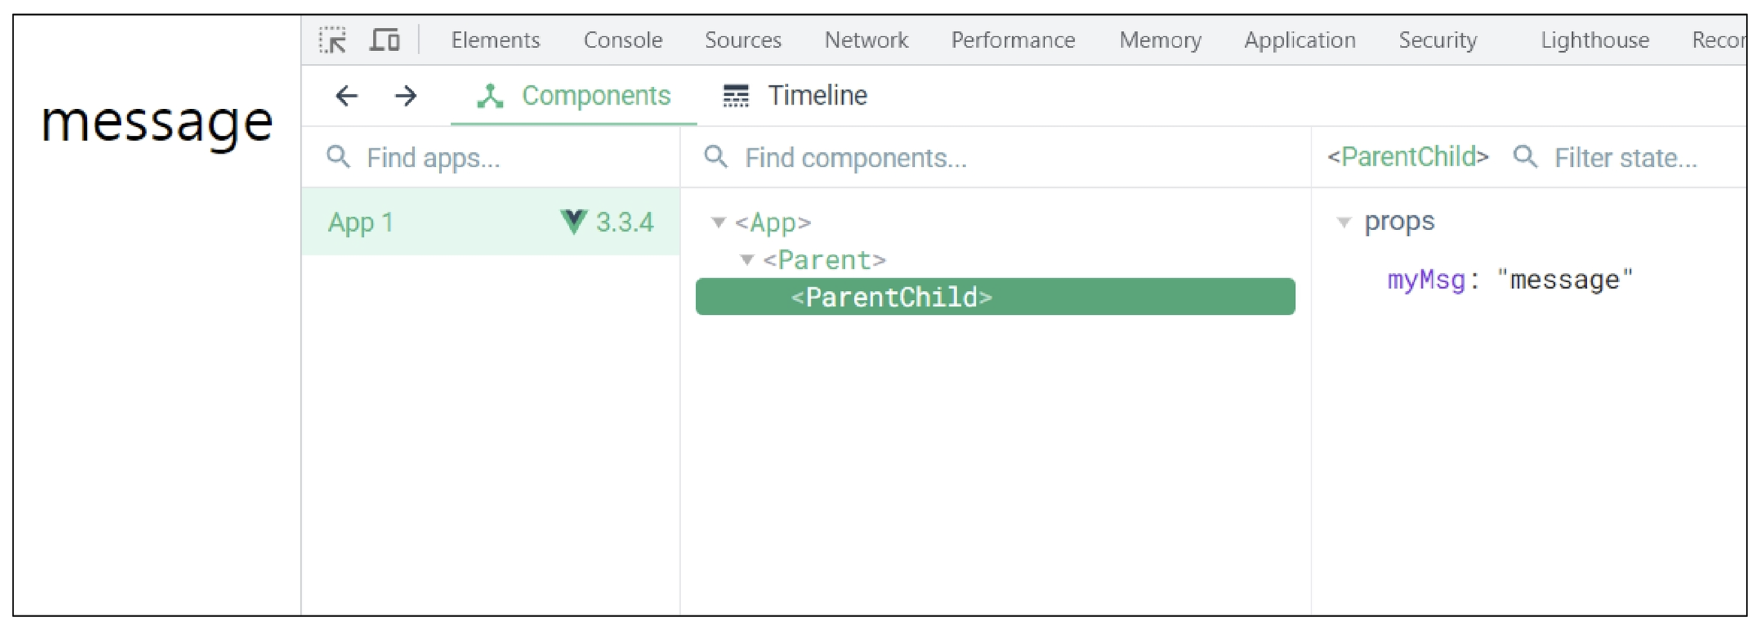 message
Elements Console Sources Network Performance Memory Application Security Lighthouse Recor
Components Timeline
Find apps... Find components... <ParentChild> Filter state...
App 1 3.3.4 <App> props
<Parent>
myMsg: "message"
<ParentChild>